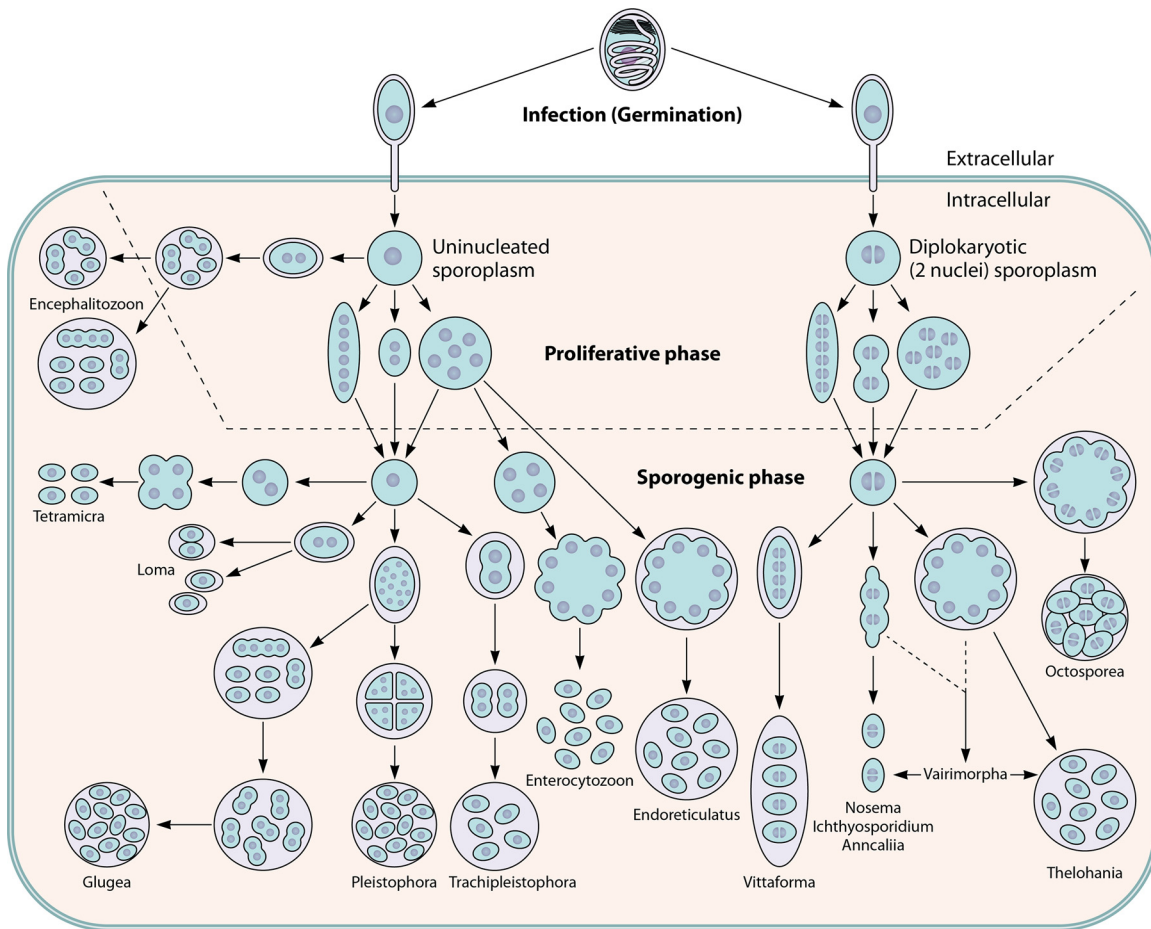 Infection (Germination)
Extracellular
Intracellular
Uninucleated
sporoplasm
Diplokaryotic
(2 nuclei) sporoplasm
Encephalitozoon
Proliferative phase
Sporogenic phase
Tetramicra
Loma
Octosporea
Enterocytozoon
Endoreticulatus
Vairimorpha
Nosema
Ichthyosporidium
Anncaliia
Glugea
Pleistophora
Trachipleistophora
Vittaforma
Thelohania